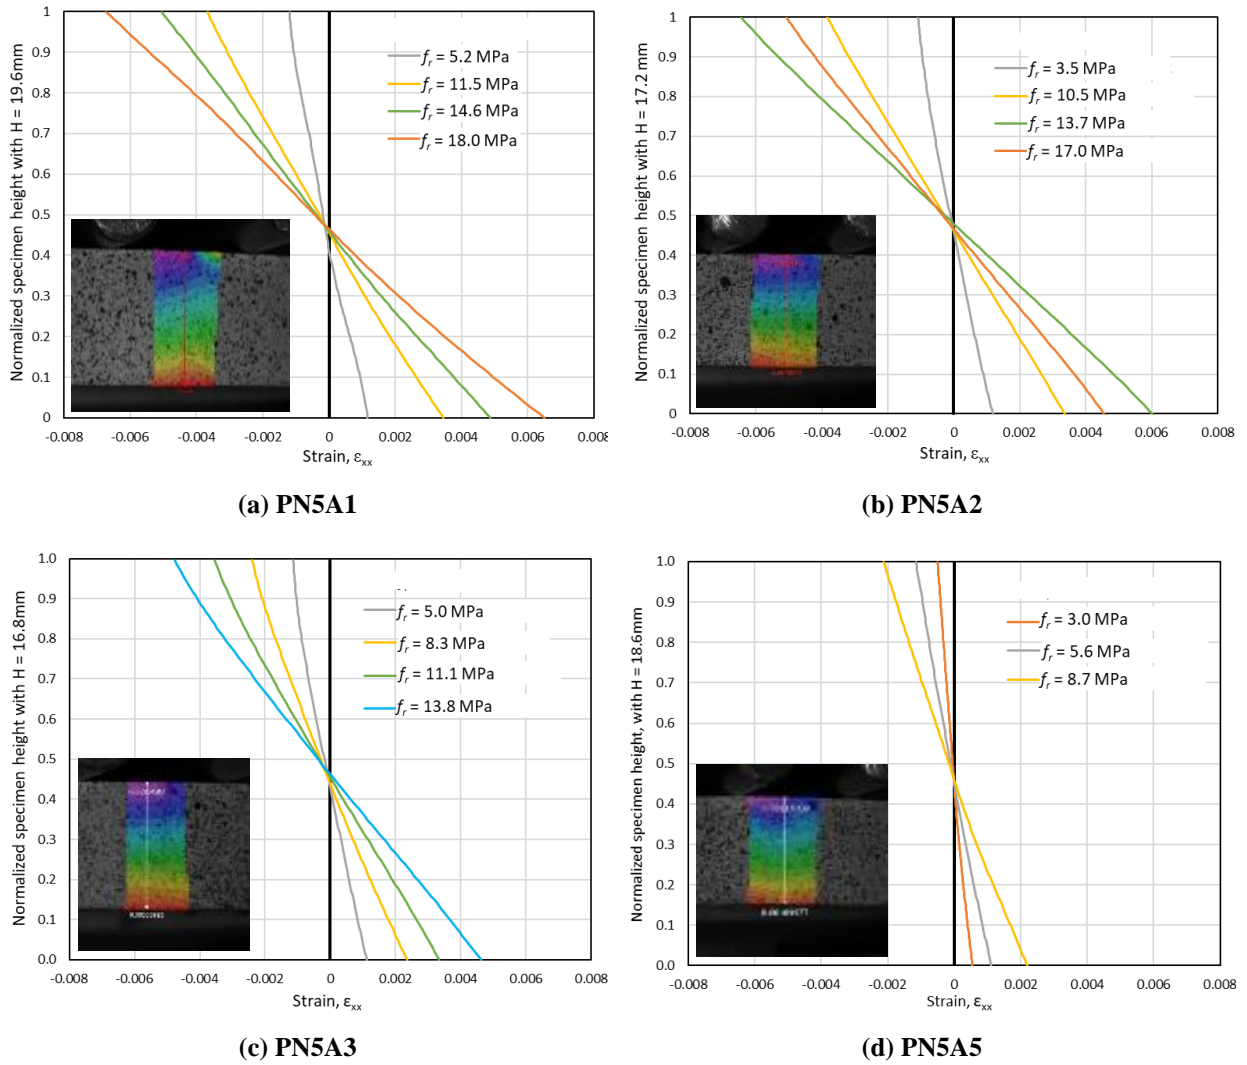 Normalized specimen height with H = 19.6mm
1
0.9
0.8
0.7
0.6
0.5
0.4
0.3
0.2
0.1
0
fr = 5.2 MPa
fr = 11.5 MPa
fr = 14.6 MPa
fr = 18.0 MPa
-0.008 -0.006 -0.004 -0.002 0 0.002 0.004 0.006 0.008
Strain, εxx
(a) PN5A1
Normalized specimen height with H = 17.2 mm
1
0.9
0.8
0.7
0.6
0.5
0.4
0.3
0.2
0.1
0
fr = 3.5 MPa
fr = 10.5 MPa
fr = 13.7 MPa
fr = 17.0 MPa
-0.008 -0.006 -0.004 -0.002 0 0.002 0.004 0.006 0.008
Strain, εxx
(b) PN5A2
Normalized specimen height with H = 16.8mm
1.0
0.9
0.8
0.7
0.6
0.5
0.4
0.3
0.2
0.1
0.0
fr = 5.0 MPa
fr = 8.3 MPa
fr = 11.1 MPa
fr = 13.8 MPa
-0.008 -0.006 -0.004 -0.002 0 0.002 0.004 0.006 0.008
Strain, εxx
(c) PN5A3
Normalized specimen height, with H = 18.6mm
1.0
0.9
0.8
0.7
0.6
0.5
0.4
0.3
0.2
0.1
0.0
fr = 3.0 MPa
fr = 5.6 MPa
fr = 8.7 MPa
-0.008 -0.006 -0.004 -0.002 0 0.002 0.004 0.006 0.008
Strain, εxx
(d) PN5A5